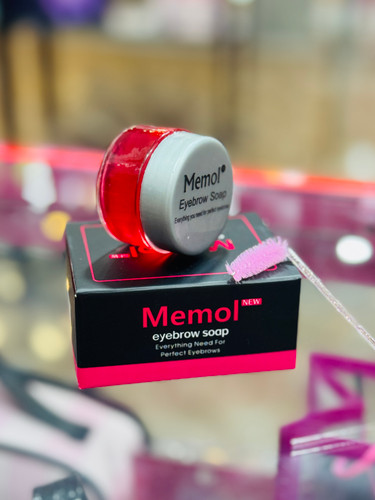 Memol
Eyebrow Soap
Everything you need for perfect eyebrows
Memol NEW
eyebrow soap
Everything Need For
Perfect Eyebrows